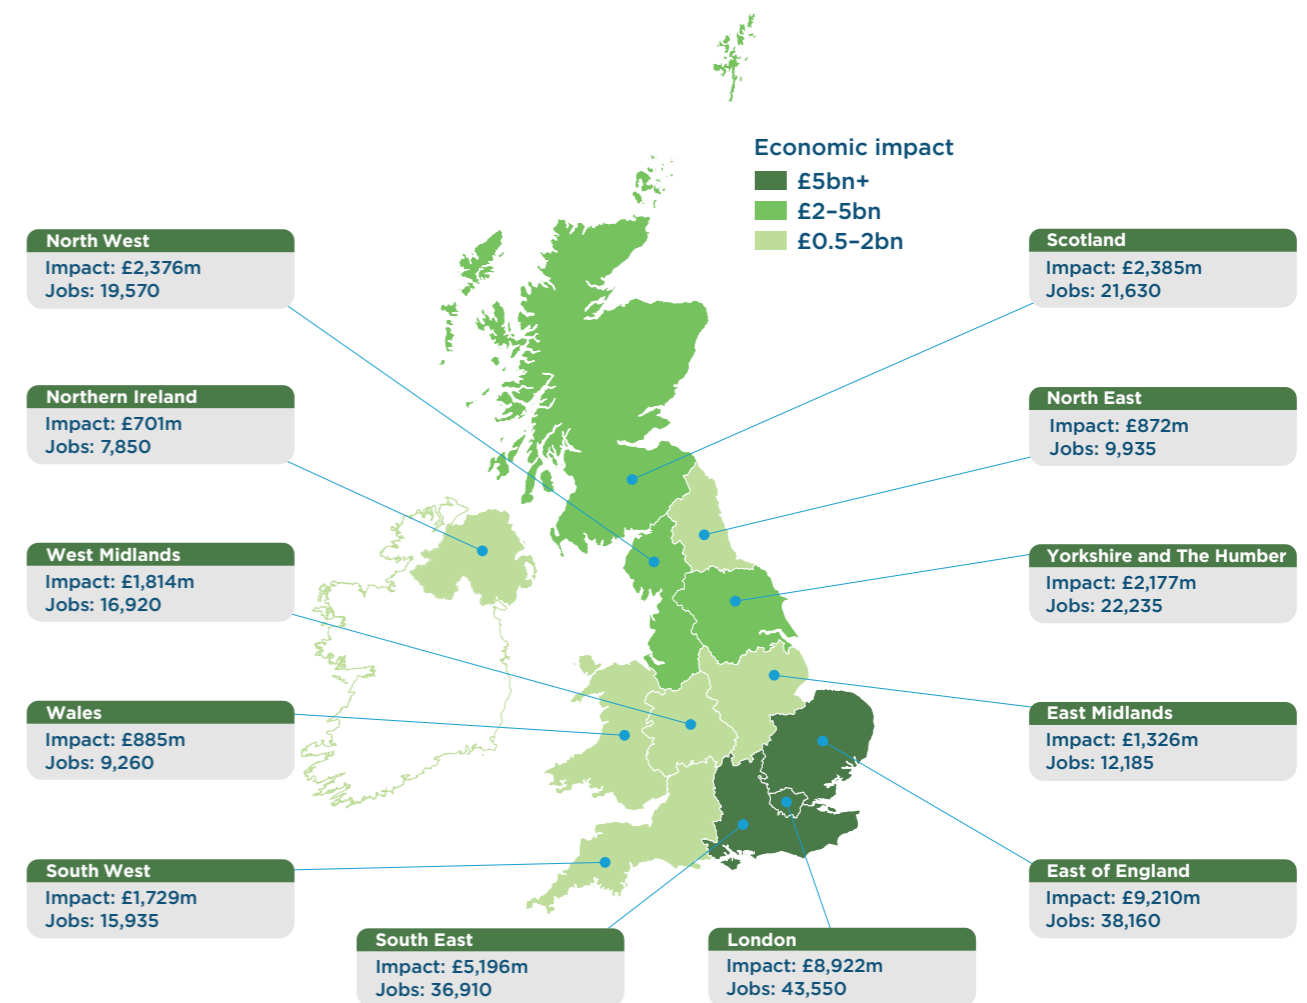 Economic impact
£5bn+
£2–5bn
£0.5–2bn
North West
Impact: £2,376m
Jobs: 19,570
Northern Ireland
Impact: £701m
Jobs: 7,850
West Midlands
Impact: £1,814m
Jobs: 16,920
Wales
Impact: £885m
Jobs: 9,260
South West
Impact: £1,729m
Jobs: 15,935
South East
Impact: £5,196m
Jobs: 36,910
London
Impact: £8,922m
Jobs: 43,550
Scotland
Impact: £2,385m
Jobs: 21,630
North East
Impact: £872m
Jobs: 9,935
Yorkshire and The Humber
Impact: £2,177m
Jobs: 22,235
East Midlands
Impact: £1,326m
Jobs: 12,185
East of England
Impact: £9,210m
Jobs: 38,160